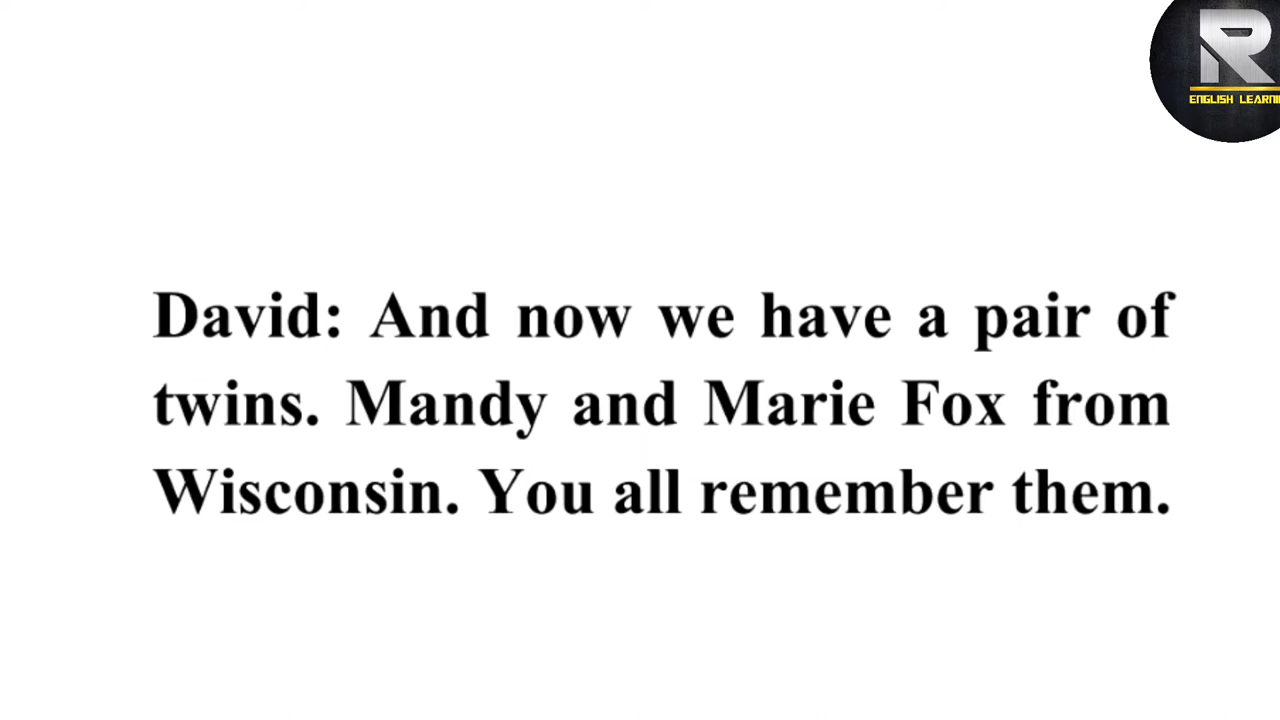 R
ENGLISH
David: And now we have a pair of
twins. Mandy and Marie Fox from
Wisconsin. You all remember them.